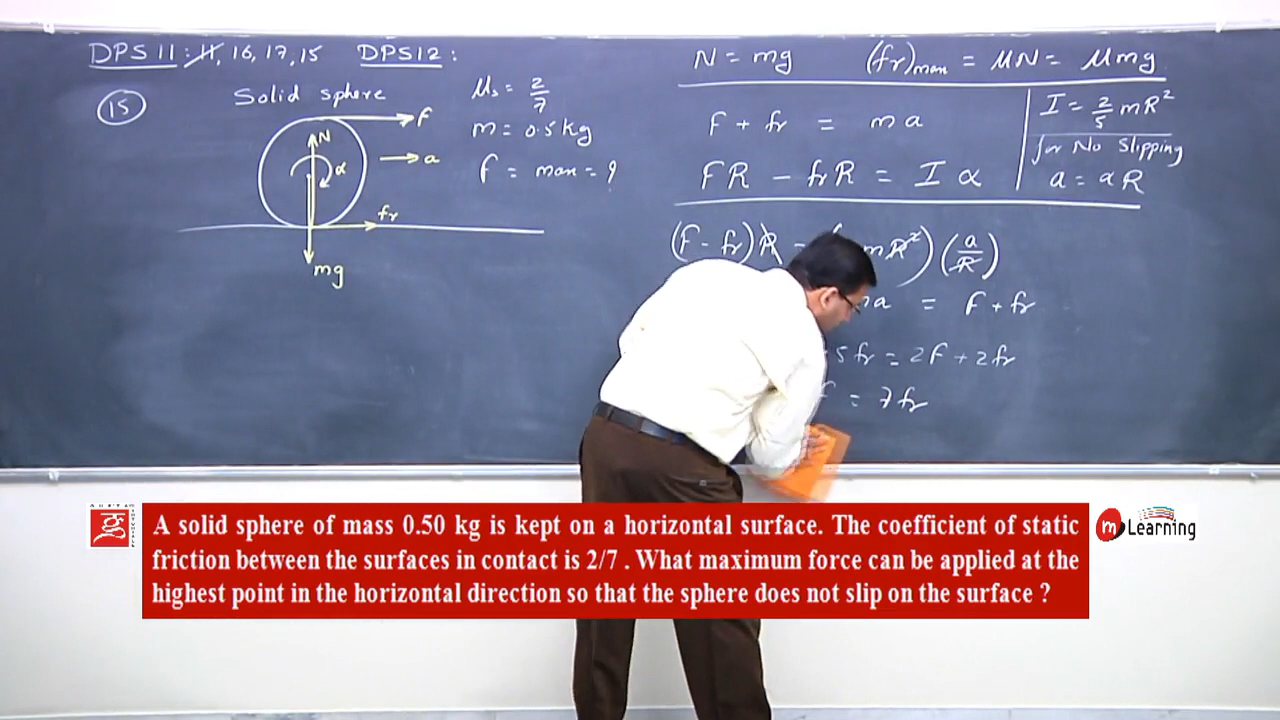 DPS 11 : 11, 16, 17, 15 DPS 12 :
15
Solid sphere
μs = 2/7
m = 0.5 kg
f = max = ?
F
N
α
a
fr
mg
N = mg (fr)max = μN = μmg
F + fr = ma
FR - frR = I α
I = 2/5 mR²
for No Slipping
a = αR
(F - fr)R = mR²)(a/R)
ma = F + fr
5fr = 2F + 2fr
= 7fr
A solid sphere of mass 0.50 kg is kept on a horizontal surface. The coefficient of static
friction between the surfaces in contact is 2/7 . What maximum force can be applied at the
highest point in the horizontal direction so that the sphere does not slip on the surface ?
m Learning